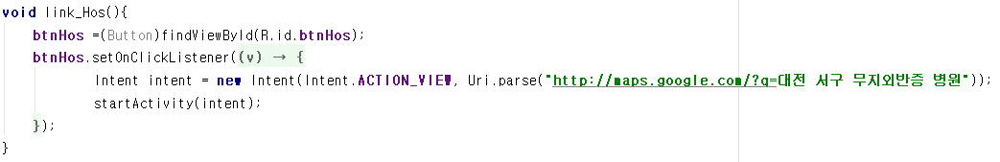 void link_Hos(){
btnHos =(Button)findViewById(R.id.btnHos);
btnHos.setOnClickListener((v) → {
Intent intent = new Intent(Intent.ACTION_VIEW, Uri.parse("http://maps.google.com/?q=대전 서구 무지외반증 병원"));
startActivity(intent);
});
}